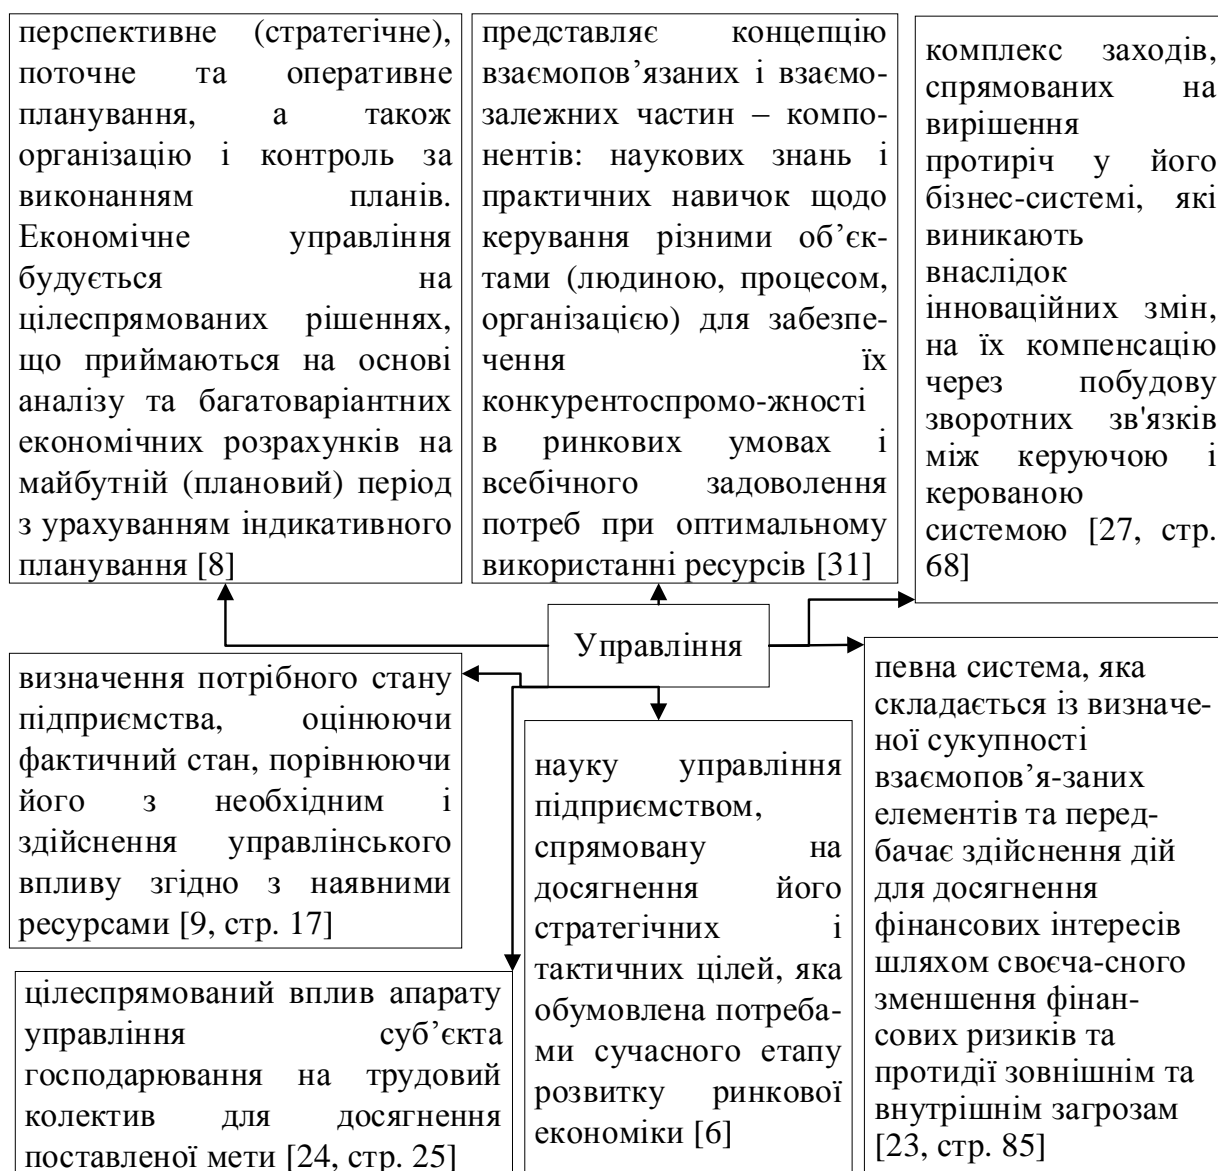 перспективне (стратегічне),
поточне та оперативне
планування, а також
організацію і контроль за
виконанням планів.
Економічне управління
будується на
цілеспрямованих рішеннях,
що приймаються на основі
аналізу та багатоваріантних
економічних розрахунків на
майбутній (плановий) період
з урахуванням індикативного
планування [8]
представляє концепцію
взаємопов’язаних і взаємо-
залежних частин – компо-
нентів: наукових знань і
практичних навичок щодо
керування різними об’єк-
тами (людиною, процесом,
організацією) для забезпе-
чення їх
конкурентоспромо-жності
в ринкових умовах і
всебічного задоволення
потреб при оптимальному
використанні ресурсів [31]
комплекс заходів,
спрямованих на
вирішення
протиріч у його
бізнес-системі, які
виникають
внаслідок
інноваційних змін,
на їх компенсацію
через побудову
зворотних зв'язків
між керуючою і
керованою
системою [27, стр.
68]
Управління
визначення потрібного стану
підприємства, оцінюючи
фактичний стан, порівнюючи
його з необхідним і
здійснення управлінського
впливу згідно з наявними
ресурсами [9, стр. 17]
цілеспрямований вплив апарату
управління суб’єкта
господарювання на трудовий
колектив для досягнення
поставленої мети [24, стр. 25]
науку управління
підприємством,
спрямовану на
досягнення його
стратегічних і
тактичних цілей, яка
обумовлена потреба-
ми сучасного етапу
розвитку ринкової
економіки [6]
певна система, яка
складається із визначе-
ної сукупності
взаємопов’я-заних
елементів та перед-
бачає здійснення дій
для досягнення
фінансових інтересів
шляхом своєча-сного
зменшення фінан-
сових ризиків та
протидії зовнішнім та
внутрішнім загрозам
[23, стр. 85]